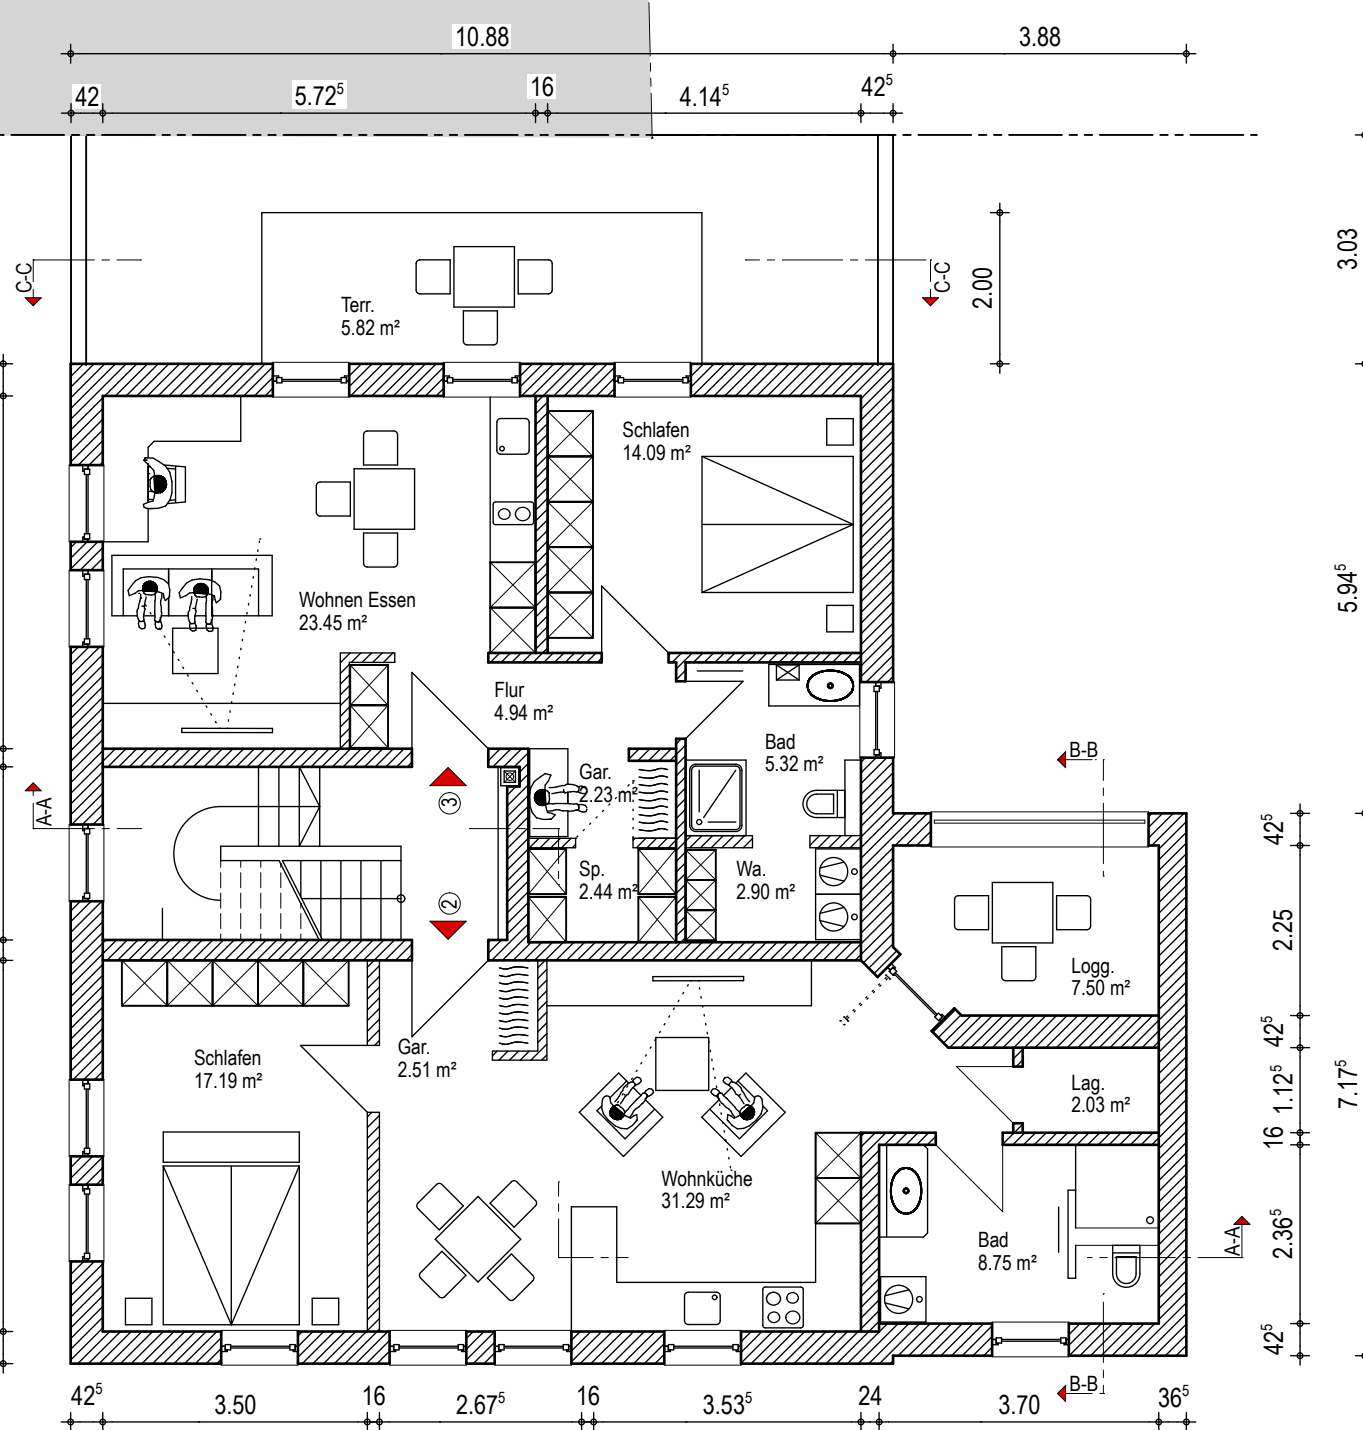 10.88
3.88
42
5.72⁵
16
4.14⁵
42⁵
3.03
C-C
C-C
2.00
Terr.
5.82 m²
Schlafen
14.09 m²
Wohnen Essen
23.45 m²
5.94⁵
Flur
4.94 m²
Bad
5.32 m²
B-B
Gar.
2.23 m²
A-A
3
42⁵
Sp.
2.44 m²
Wa.
2.90 m²
2
2.25
Logg.
7.50 m²
42⁵
Gar.
2.51 m²
Schlafen
17.19 m²
Lag.
2.03 m²
1.12⁵
7.17⁵
16
Wohnküche
31.29 m²
Bad
8.75 m²
A-A
2.36⁵
42⁵
B-B
42⁵
3.50
16
2.67⁵
16
3.53⁵
24
3.70
36⁵